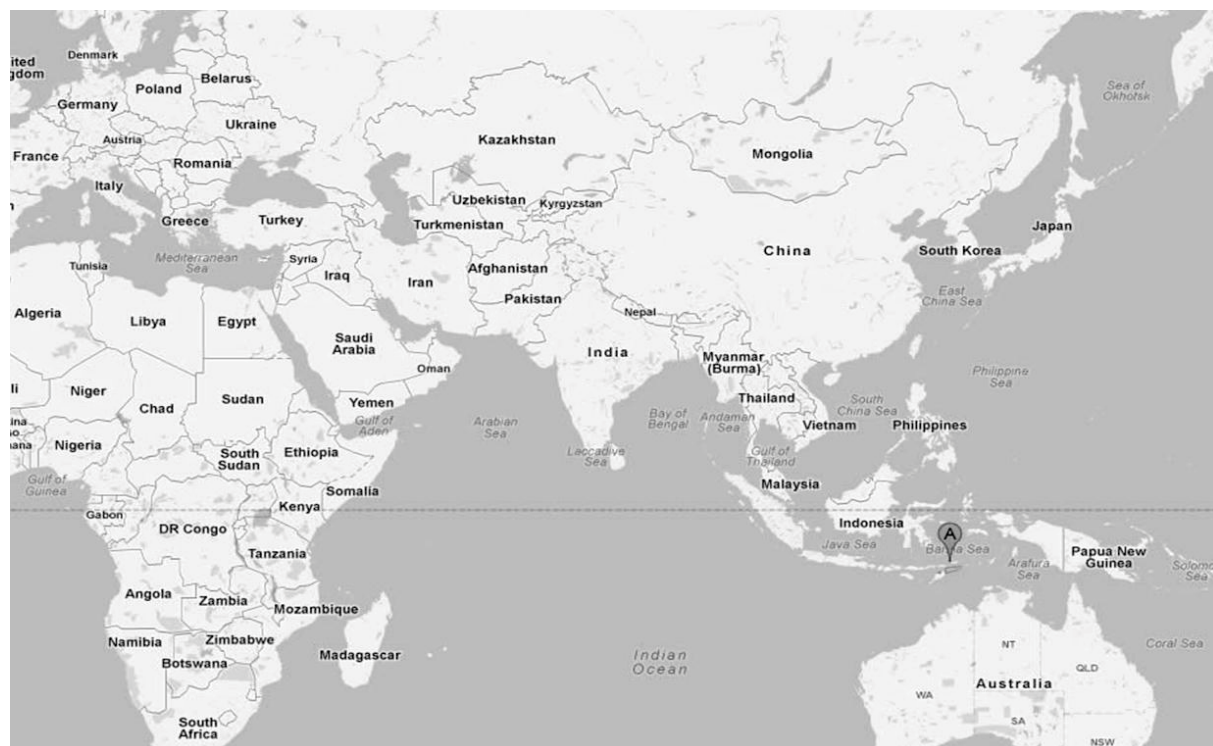 Denmark
ited
gdom
Poland
Belarus
Germany
Ukraine
Austria
France
Romania
Italy
n
Greece
Turkey
Kazakhstan
Mongolia
Sea of
Okhotsk
Uzbekistan
Kyrgyzstan
Turkmenistan
Japan
China
South Korea
Tunisia
Mediterranean
Sea
Syria
Iraq
Iran
Afghanistan
Pakistan
Nepal
East
China Sea
Algeria
Libya
Egypt
Saudi
Arabia
Oman
India
Myanmar
(Burma)
Philippine
Sea
li
Niger
Chad
Sudan
Yemen
Gulf of
Aden
Arabian
Sea
Bay of
Bengal
Andaman
Sea
Thailand
South
China Sea
Vietnam
Philippines
ina
so
ana
Nigeria
South
Sudan
Ethiopia
Laccadive
Sea
Gulf of
Thailand
Gulf of
Guinea
Somalia
Malaysia
Gabon
DR Congo
Kenya
Indonesia
A
Java Sea
Banda Sea
Tanzania
Arafura
Sea
Papua New
Guinea
Solomo
Sea
Angola
Zambia
Mozambique
Namibia
Zimbabwe
Botswana
Madagascar
Indian
Ocean
NT
Coral Sea
QLD
Australia
WA
SA
South
Africa
NSW